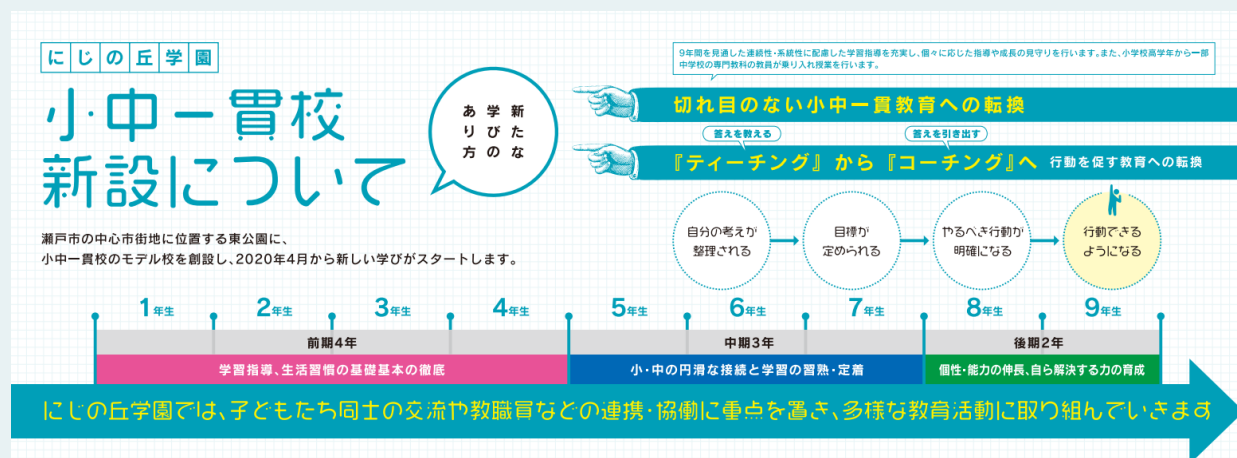 にじの丘学園
小中一貫校
新設について
新たな
学びの
あり方
瀬戸市の中心市街地に位置する東公園に、
小中一貫校のモデル校を創設し、2020年4月から新しい学びがスタートします。
9年間を見通した連続性・系統性に配慮した学習指導を充実し、個々に応じた指導や成長の見守りを行います。また、小学校高学年から一部
中学校の専門教科の教員が乗り入れ授業を行います。
切れ目のない小中一貫教育への転換
答えを教える
答えを引き出す
『ティーチング』から『コーチング』へ 行動を促す教育への転換
自分の考えが
整理される
目標が
定められる
やるべき行動が
明確になる
行動できる
ようになる
1年生 2年生 3年生 4年生 5年生 6年生 7年生 8年生 9年生
前期4年 中期3年 後期2年
学習指導、生活習慣の基礎基本の徹底 小・中の円滑な接続と学習の習熟・定着 個性・能力の伸長、自ら解決する力の育成
にじの丘学園では、子どもたち同士の交流や教職員などの連携・協働に重点を置き、多様な教育活動に取り組んでいきます